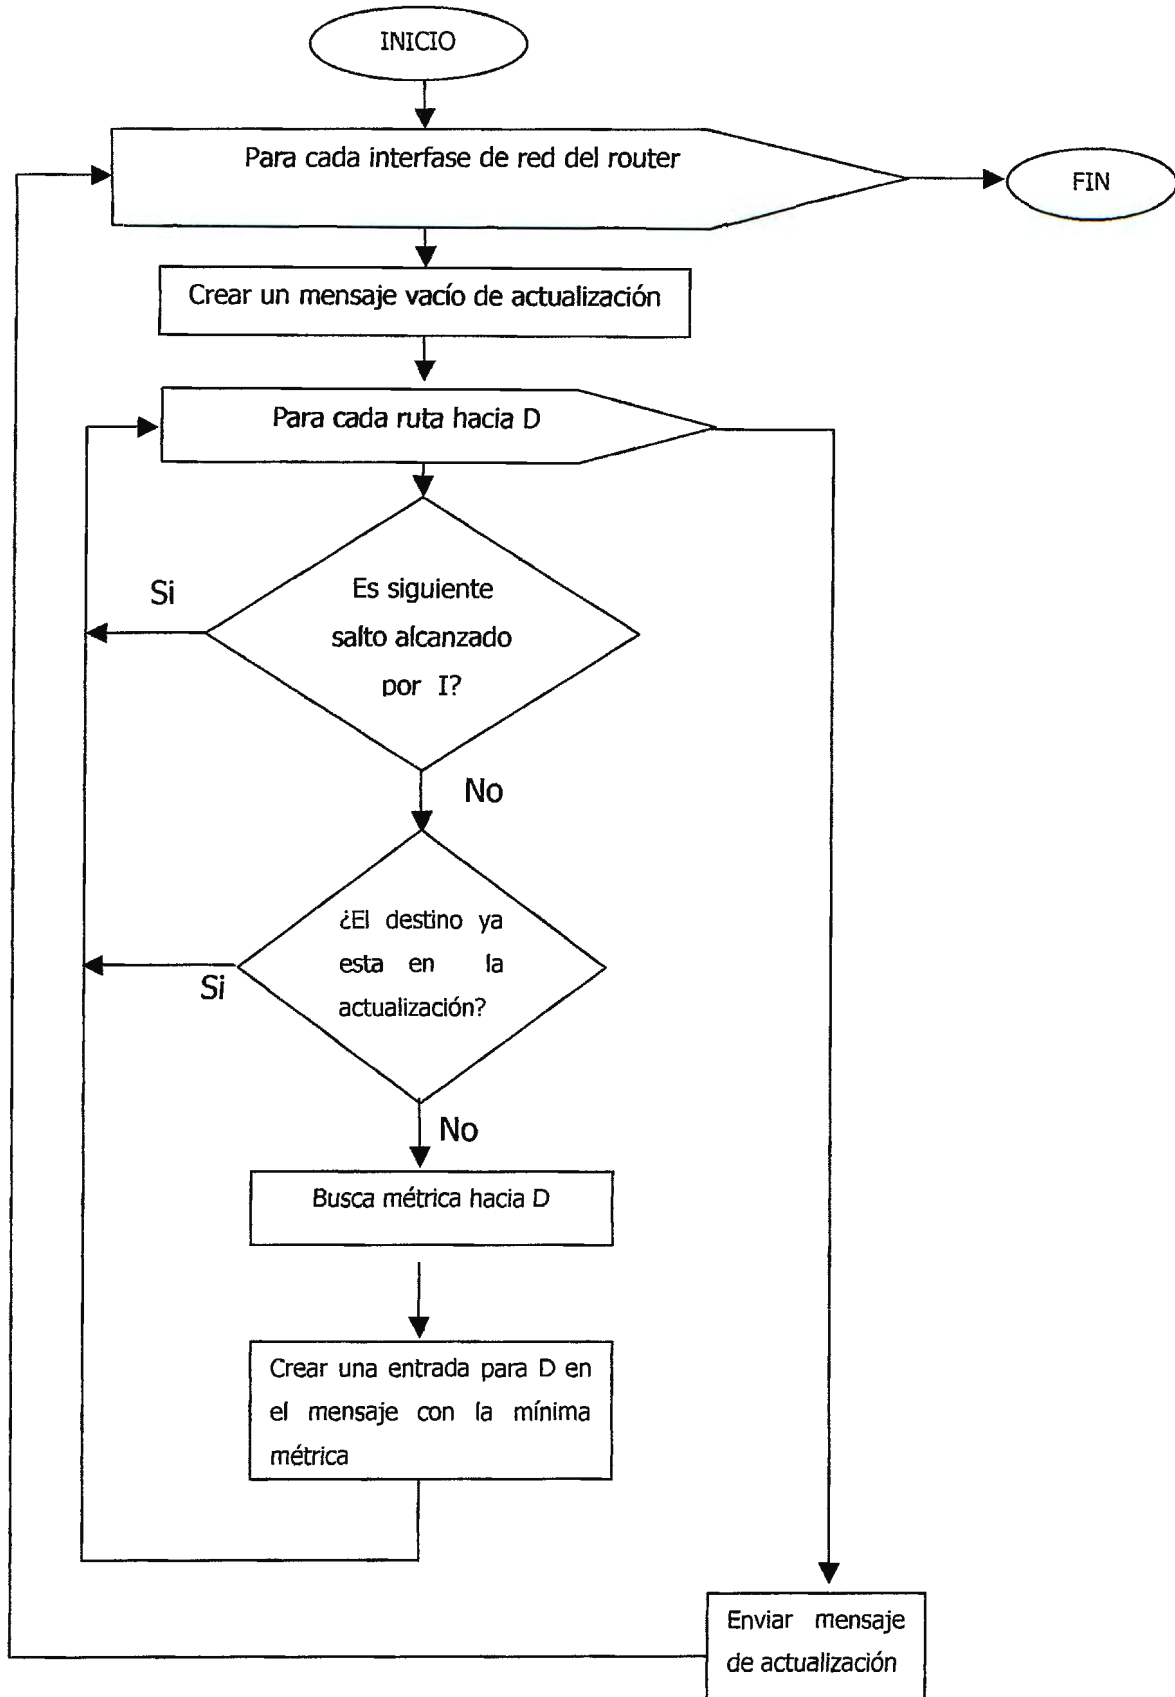 INICIO
Para cada interfase de red del router
FIN
Crear un mensaje vacío de actualización
Para cada ruta hacia D
Si
Es siguiente
salto alcanzado
por I?
No
¿El destino ya
esta en la
actualización?
Si
No
Busca métrica hacia D
Crear una entrada para D en
el mensaje con la mínima
métrica
Enviar mensaje
de actualización